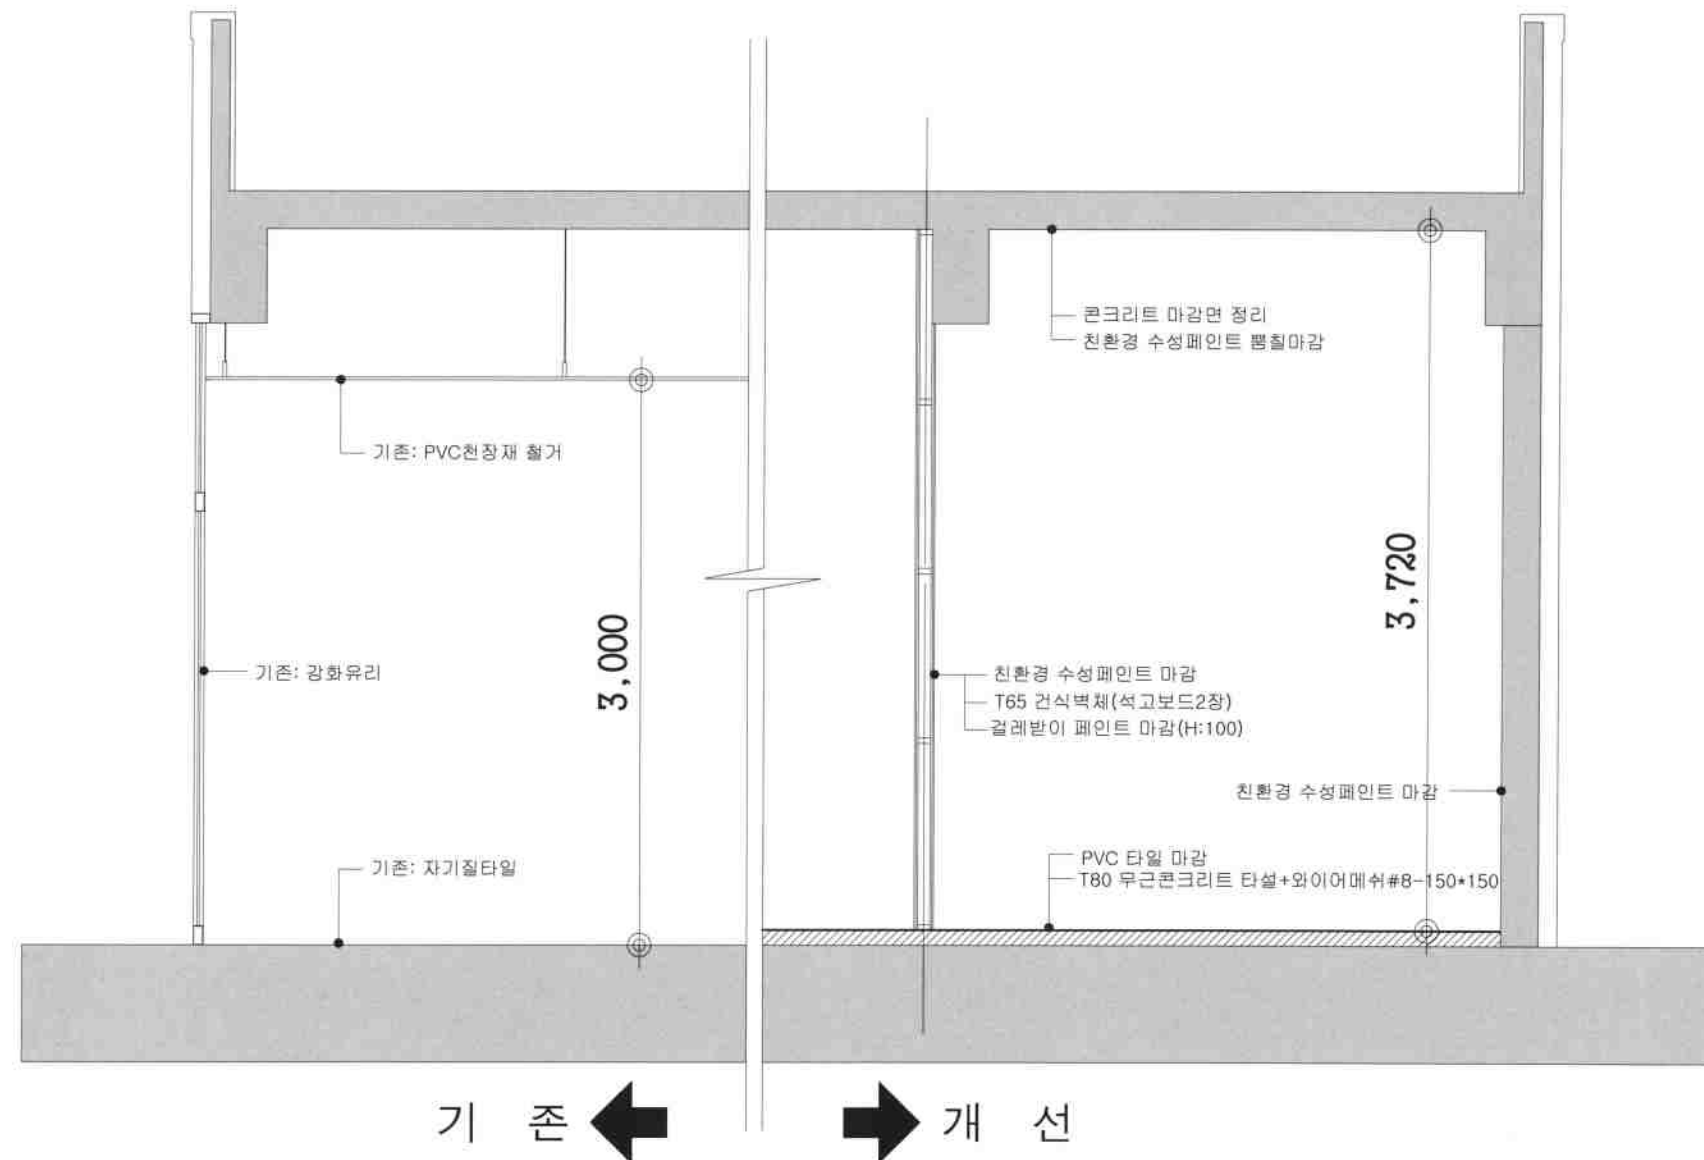 콘크리트 마감면 정리
친환경 수성페인트 뿜칠마감
기존: PVC천장재 철거
3,000
3,720
기존: 강화유리
친환경 수성페인트 마감
T65 건식벽체(석고보드2장)
걸레받이 페인트 마감(H:100)
친환경 수성페인트 마감
기존: 자기질타일
PVC 타일 마감
T80 무근콘크리트 타설+와이어메쉬#8-150*150
기 존
개 선